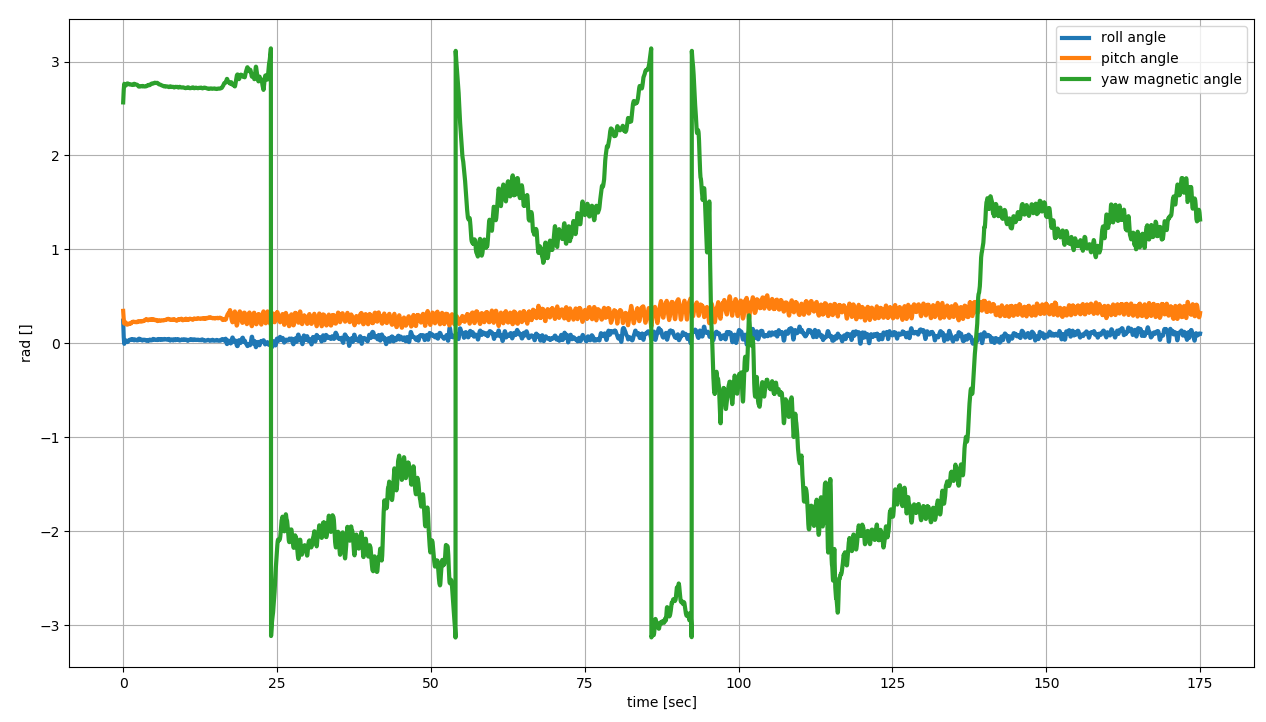 roll angle
pitch angle
yaw magnetic angle
rad []
3
2
1
0
−1
−2
−3
0 25 50 75 100 125 150 175
time [sec]